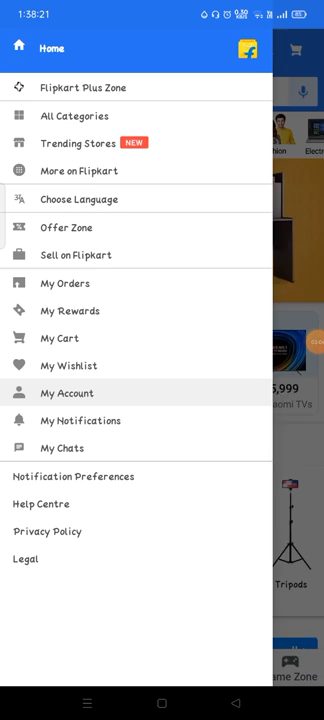 1:38:21
Home
Flipkart Plus Zone
All Categories
Trending Stores NEW
More on Flipkart
Choose Language
Offer Zone
Sell on Flipkart
My Orders
My Rewards
My Cart
My Wishlist
My Account
My Notifications
My Chats
Notification Preferences
Help Centre
Privacy Policy
Legal
hion
Electr
5,999
aomi TVs
Tripods
ame Zone